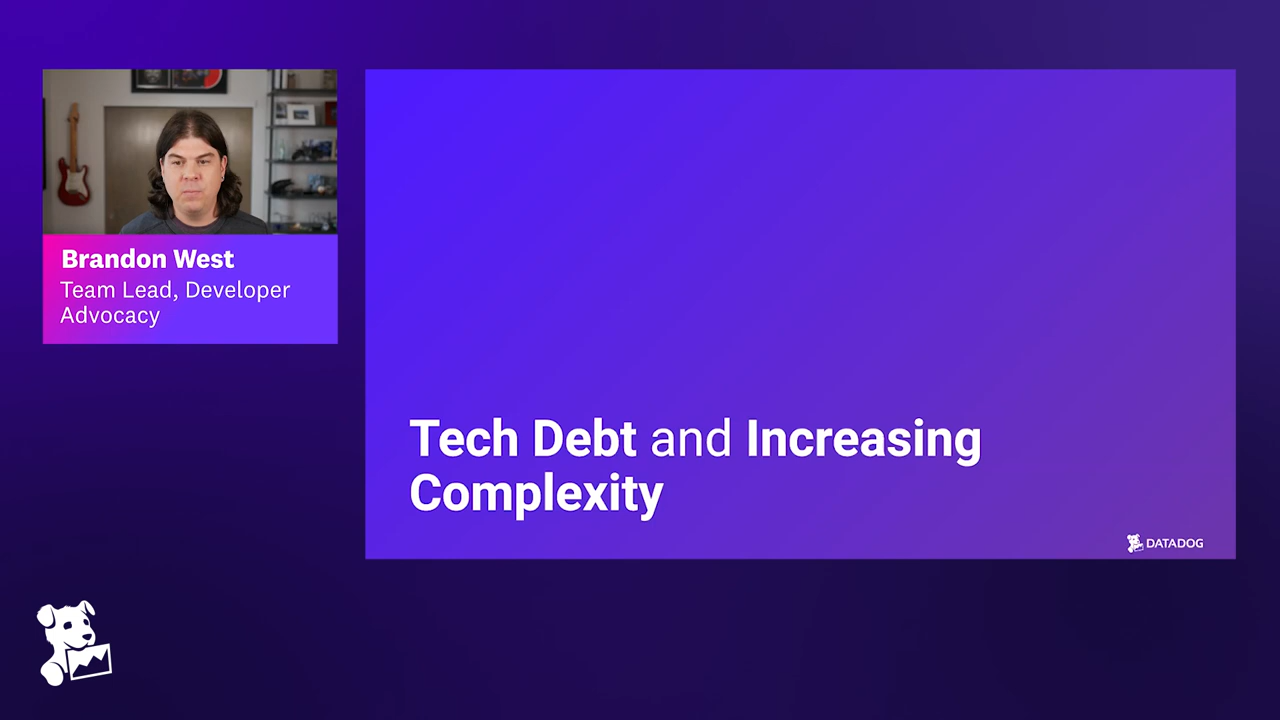 Brandon West
Team Lead, Developer
Advocacy
Tech Debt and Increasing
Complexity
DATADOG